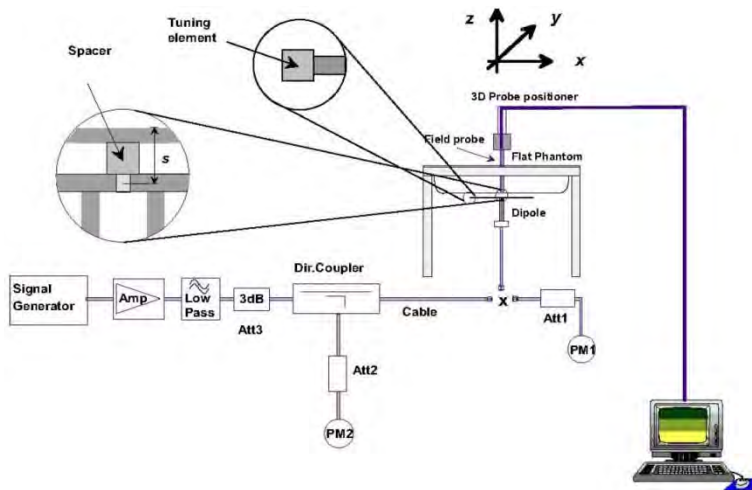 Tuning
element
Spacer
s
z
y
x
3D Probe positioner
Field probe
Flat Phantom
Dipole
Signal
Generator
Amp
Low
Pass
3dB
Att3
Dir.Coupler
Cable
X
Att1
PM1
Att2
PM2